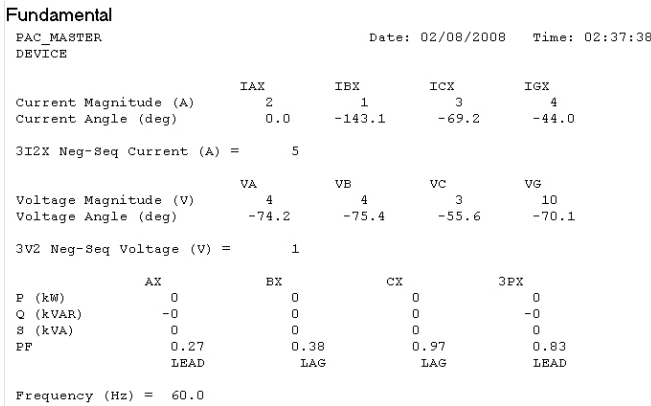 Fundamental
PAC_MASTER Date: 02/08/2008 Time: 02:37:38
DEVICE
IAX IBX ICX IGX
Current Magnitude (A) 2 1 3 4
Current Angle (deg) 0.0 -143.1 -69.2 -44.0
3I2X Neg-Seq Current (A) = 5
VA VB VC VG
Voltage Magnitude (V) 4 4 3 10
Voltage Angle (deg) -74.2 -75.4 -55.6 -70.1
3V2 Neg-Seq Voltage (V) = 1
AX BX CX 3PX
P (kW) 0 0 0 0
Q (kVAR) -0 0 0 -0
S (kVA) 0 0 0 0
PF 0.27 0.38 0.97 0.83
LEAD LAG LAG LEAD
Frequency (Hz) = 60.0